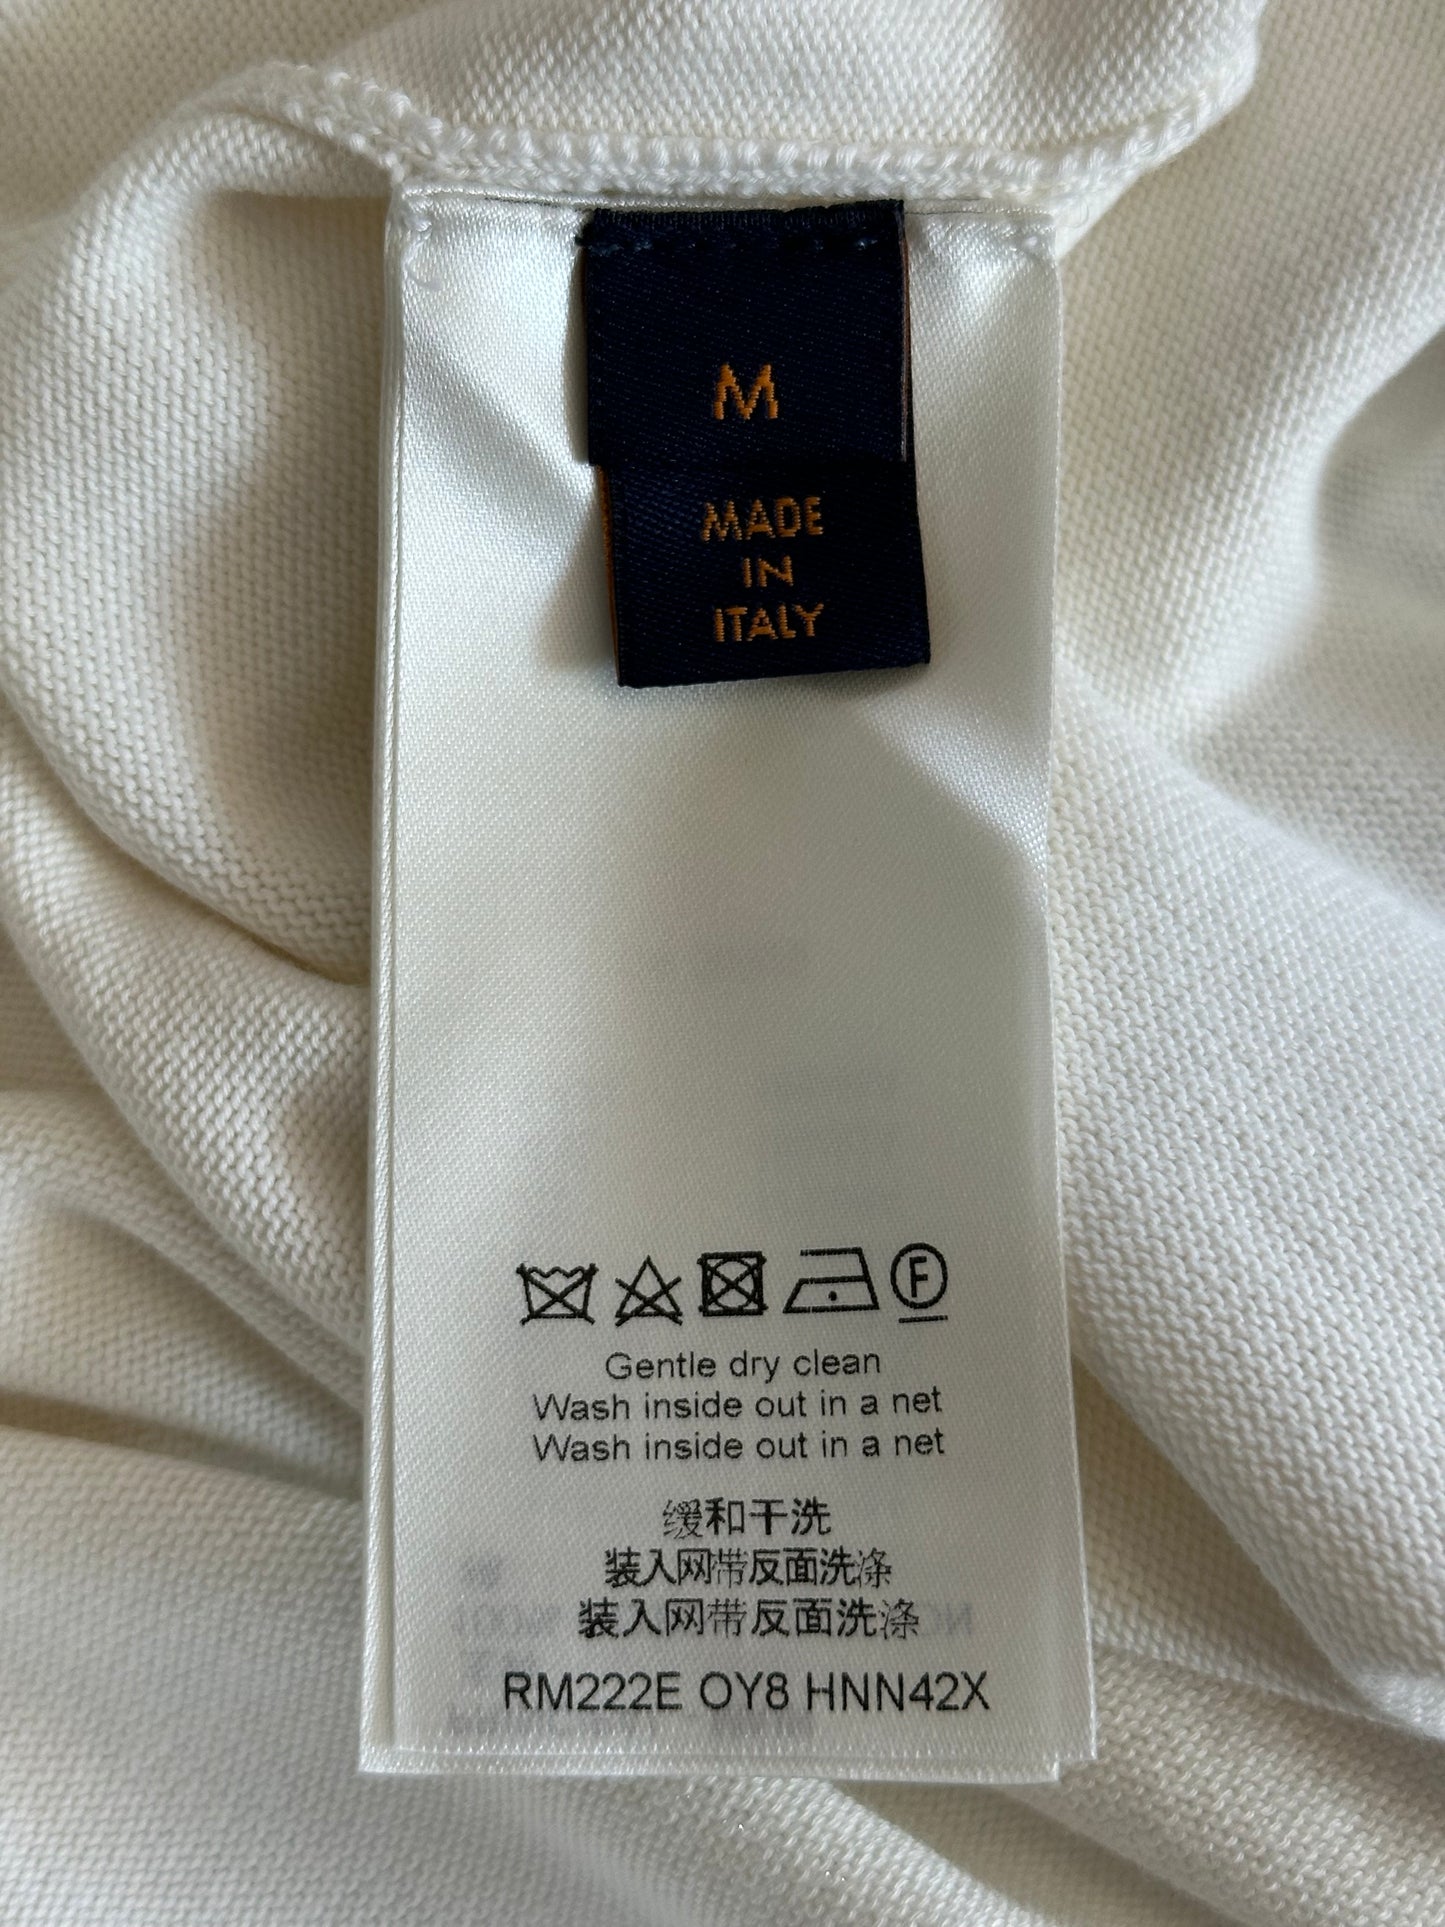 M
MADE
IN
ITALY
F
Gentle dry clean
Wash inside out in a net
Wash inside out in a net
缓和干洗
装入网带反面洗涤
装入网带反面洗涤
RM222E OY8 HNN42X